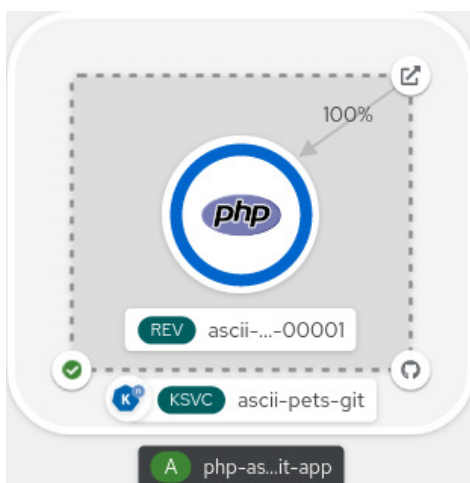 100%
php
REV ascii-...-00001
K n
KSVC ascii-pets-git
A php-as...it-app